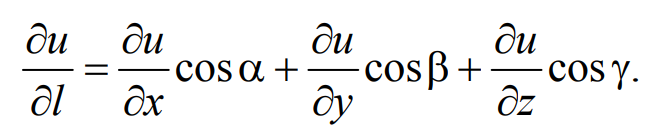 ∂u/∂l = ∂u/∂x cos α + ∂u/∂y cos β + ∂u/∂z cos γ.